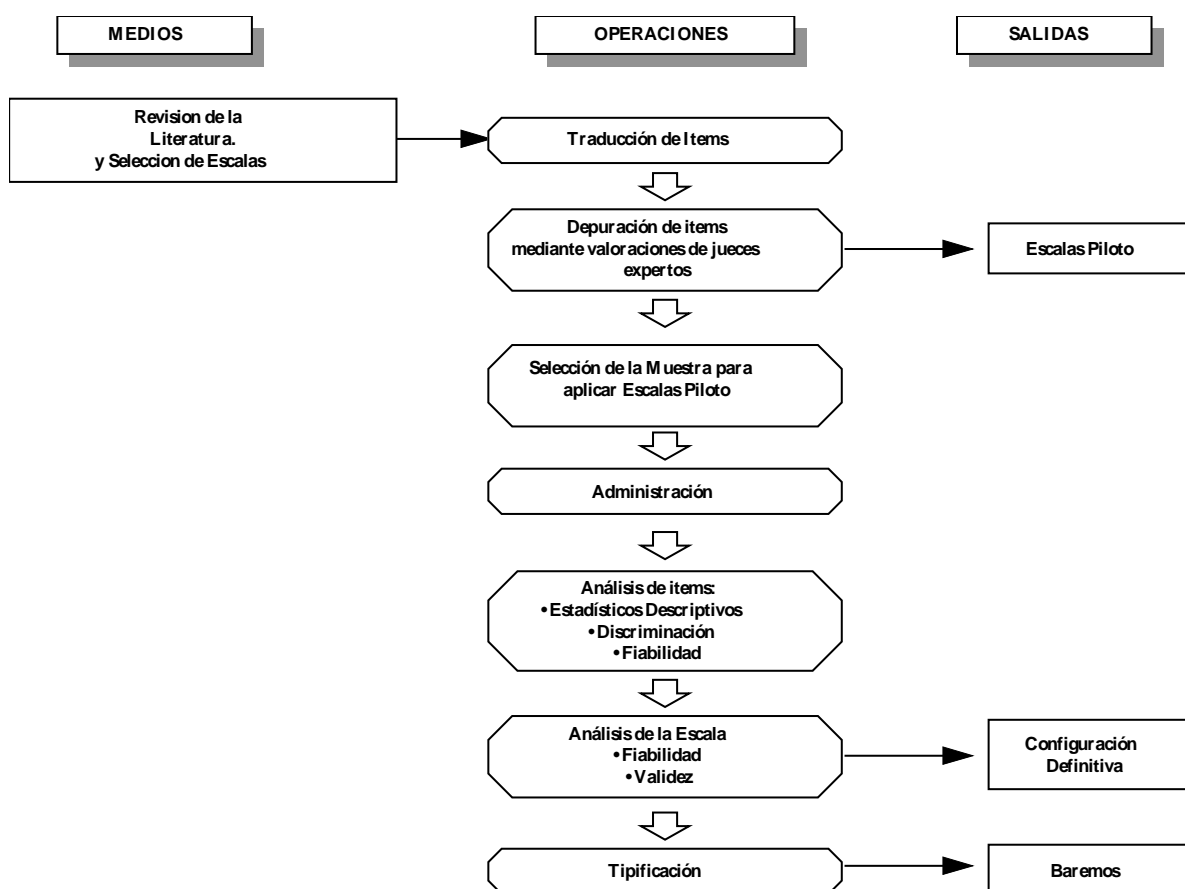 MEDIOS
OPERACIONES
SALIDAS
Revision de la
Literatura.
y Seleccion de Escalas
Traducción de Items
Depuración de items
mediante valoraciones de jueces
expertos
Escalas Piloto
Selección de la Muestra para
aplicar Escalas Piloto
Administración
Análisis de items:
• Estadísticos Descriptivos
• Discriminación
• Fiabilidad
Análisis de la Escala
• Fiabilidad
• Validez
Configuración
Definitiva
Tipificación
Baremos